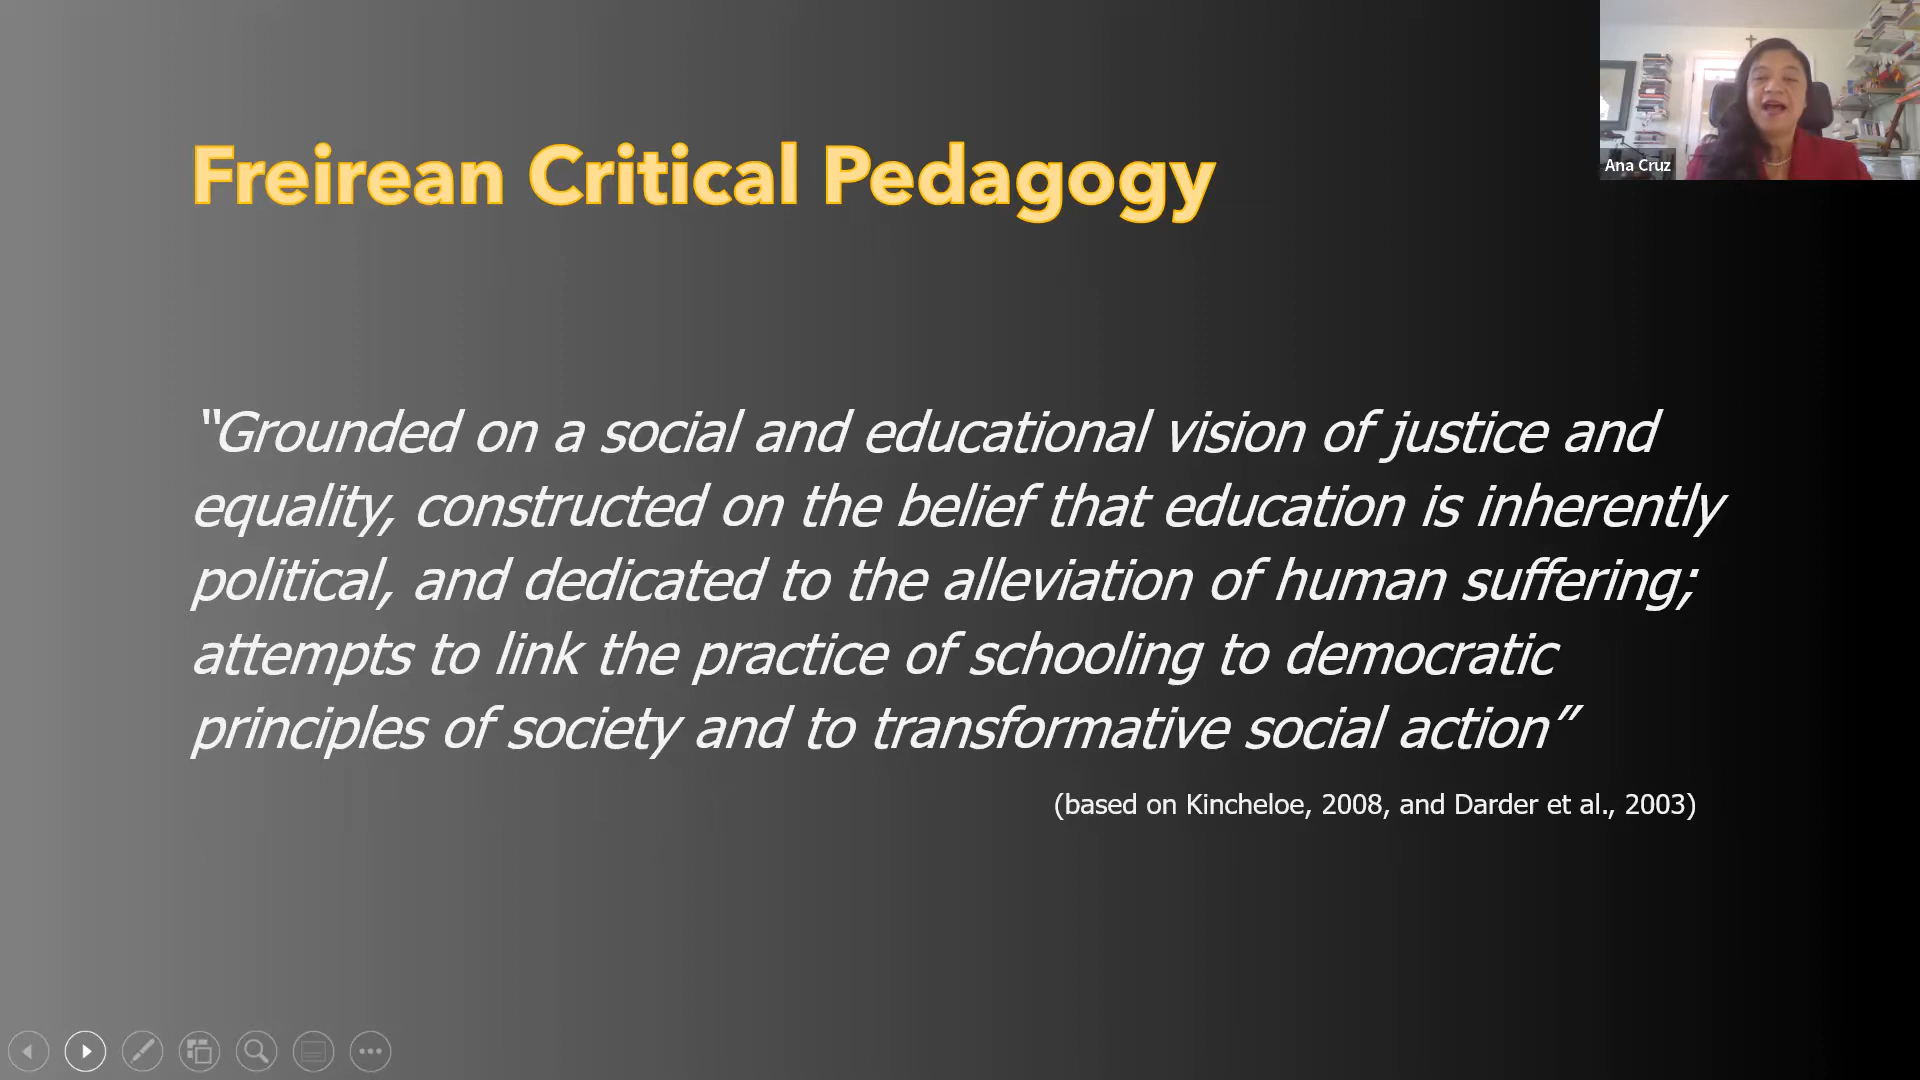 Freirean Critical Pedagogy
Ana Cruz
“Grounded on a social and educational vision of justice and
equality, constructed on the belief that education is inherently
political, and dedicated to the alleviation of human suffering;
attempts to link the practice of schooling to democratic
principles of society and to transformative social action”
(based on Kincheloe, 2008, and Darder et al., 2003)